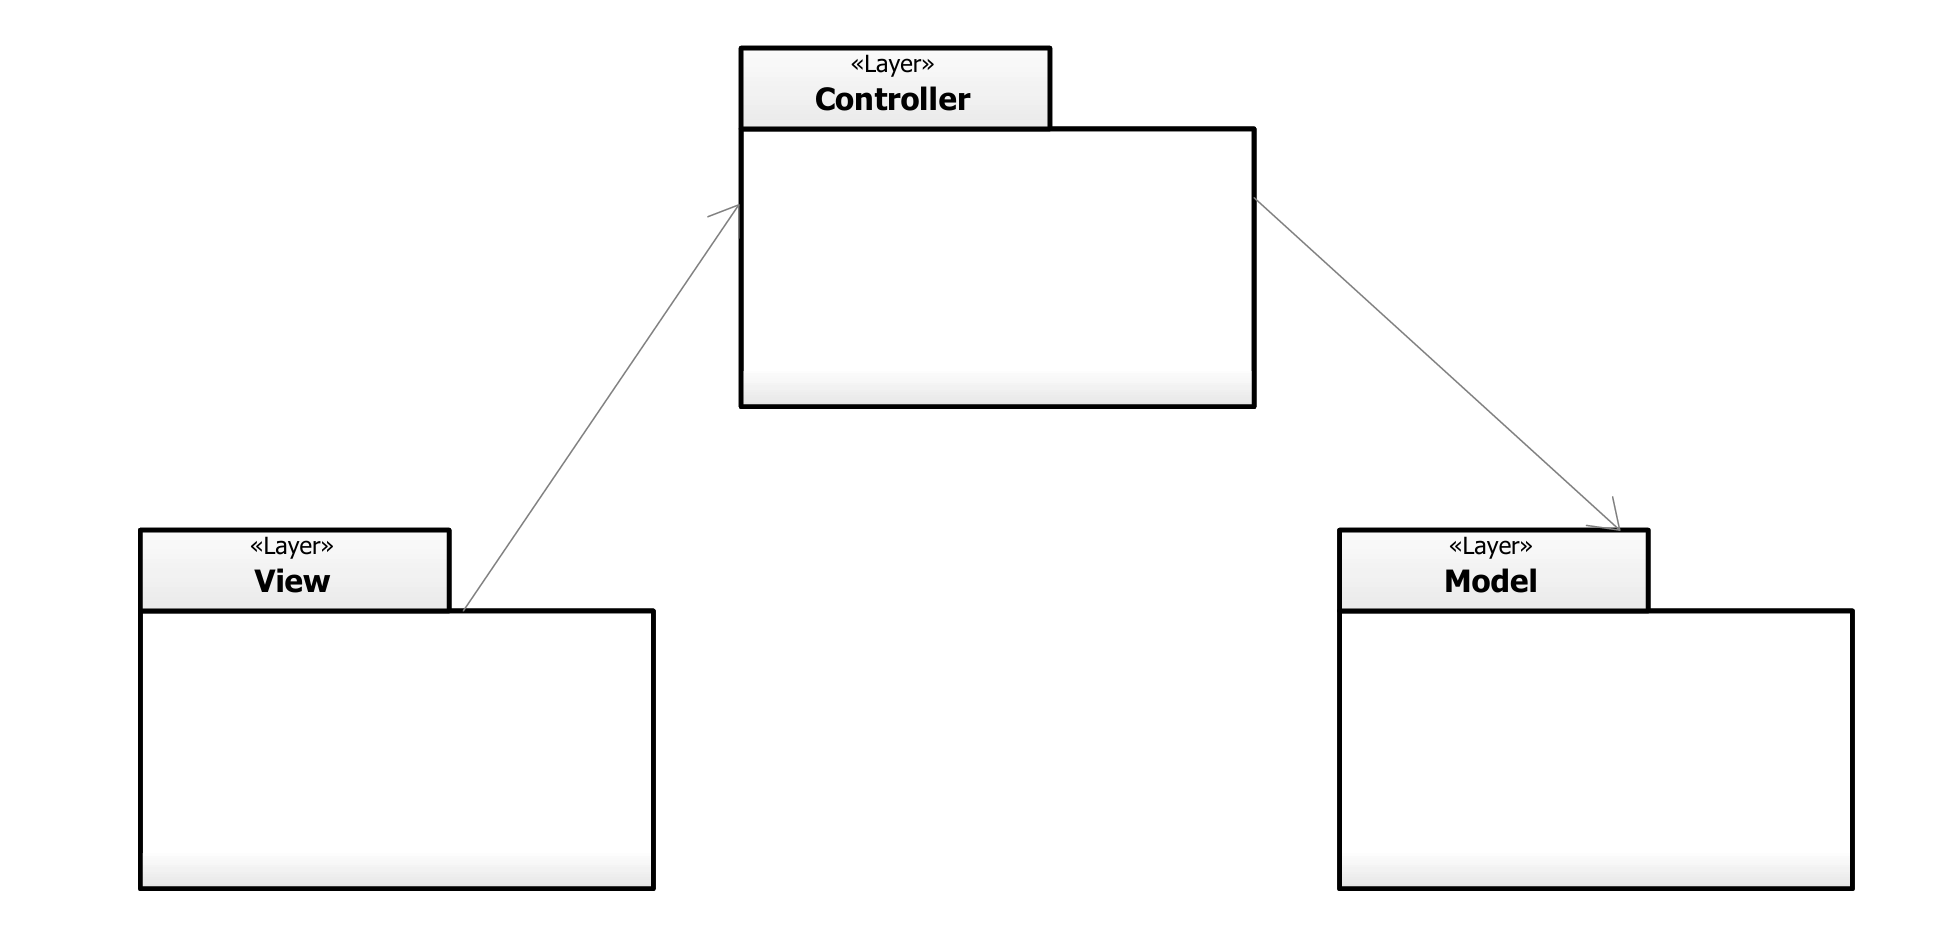 «Layer»
Controller
«Layer»
View
«Layer»
Model